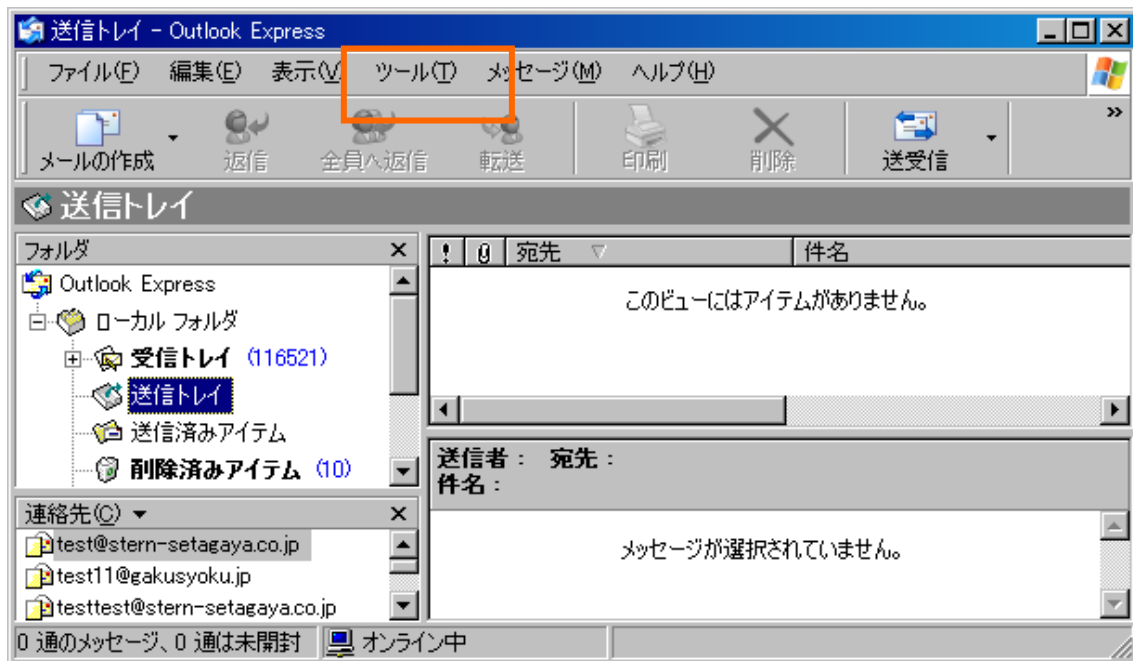 送信トレイ - Outlook Express
ファイル(F) 編集(E) 表示(V) ツール(T) メッセージ(M) ヘルプ(H)
メールの作成 返信 全員へ返信 転送 印刷 削除 送受信 »
送信トレイ
フォルダ
Outlook Express
ローカル フォルダ
受信トレイ (116521)
送信トレイ
送信済みアイテム
削除済みアイテム (10)
連絡先(C)
test@stern-setagaya.co.jp
test11@gakusyoku.jp
testtest@stern-setagaya.co.jp
! 宛先 件名
このビューにはアイテムがありません。
送信者 : 宛先 :
件名 :
メッセージが選択されていません。
0 通のメッセージ、0 通は未開封 オンライン中